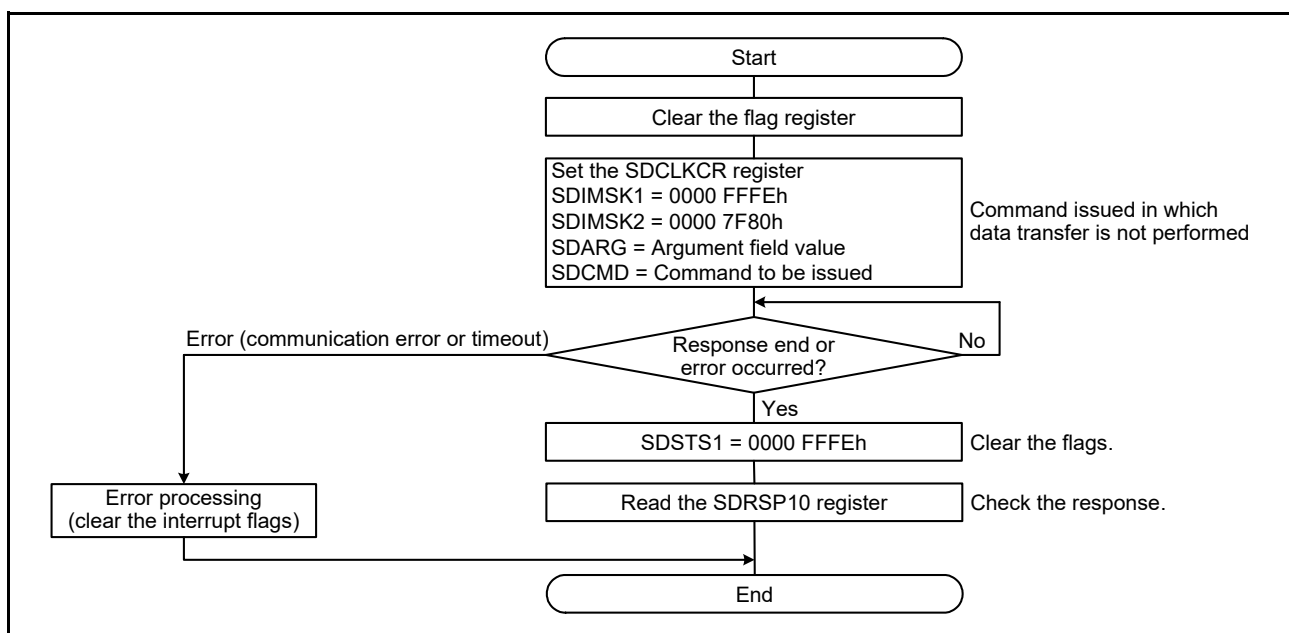 Start
Clear the flag register
Set the SDCLKCR register
SDIMSK1 = 0000 FFFEh
SDIMSK2 = 0000 7F80h
SDARG = Argument field value
SDCMD = Command to be issued
Command issued in which
data transfer is not performed
Error (communication error or timeout)
Response end or
error occurred?
No
Yes
SDSTS1 = 0000 FFFEh
Clear the flags.
Error processing
(clear the interrupt flags)
Read the SDRSP10 register
Check the response.
End